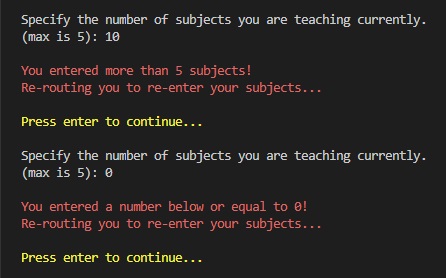 Specify the number of subjects you are teaching currently.
(max is 5): 10
You entered more than 5 subjects!
Re-routing you to re-enter your subjects...
Press enter to continue...
Specify the number of subjects you are teaching currently.
(max is 5): 0
You entered a number below or equal to 0!
Re-routing you to re-enter your subjects...
Press enter to continue...